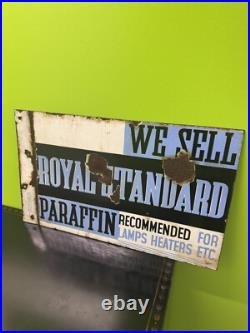 WE SELL
ROYAL STANDARD
PARAFFIN
RECOMMENDED FOR
LAMPS HEATERS ETC